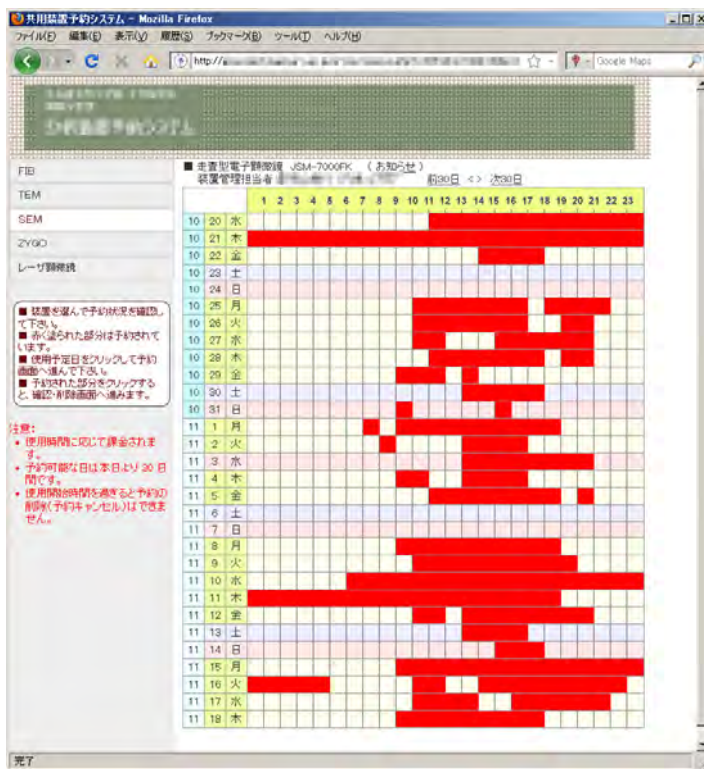 共用装置予約システム - Mozilla Firefox
ファイル(F) 編集(E) 表示(V) 履歴(S) ブックマーク(B) ツール(T) ヘルプ(H)
http://
Google Maps
FIB
TEM
SEM
ZYGO
レーザ顕微鏡
■ 装置を選んで予約状況を確認し
て下さい。
■ 赤く塗られた部分は予約されて
います。
■ 使用予定日をクリックして予約
画面へ進んで下さい。
■ 予約された部分をクリックする
と、確認・削除画面へ進みます。
注意:
• 使用時間に応じて課金されま
す。
• 予約可能な日は本日より 30 日
間です。
• 使用開始時間を過ぎると予約の
削除(予約キャンセル)はできま
せん。
■ 走査型電子顕微鏡 JSM-7000FK (お知らせ)
装置管理担当者
前30日 <> 次30日
1 2 3 4 5 6 7 8 9 10 11 12 13 14 15 16 17 18 19 20 21 22 23
10 20 水
10 21 木
10 22 金
10 23 土
10 24 日
10 25 月
10 26 火
10 27 水
10 28 木
10 29 金
10 30 土
10 31 日
11 1 月
11 2 火
11 3 水
11 4 木
11 5 金
11 6 土
11 7 日
11 8 月
11 9 火
11 10 水
11 11 木
11 12 金
11 13 土
11 14 日
11 15 月
11 16 火
11 17 水
11 18 木
完了